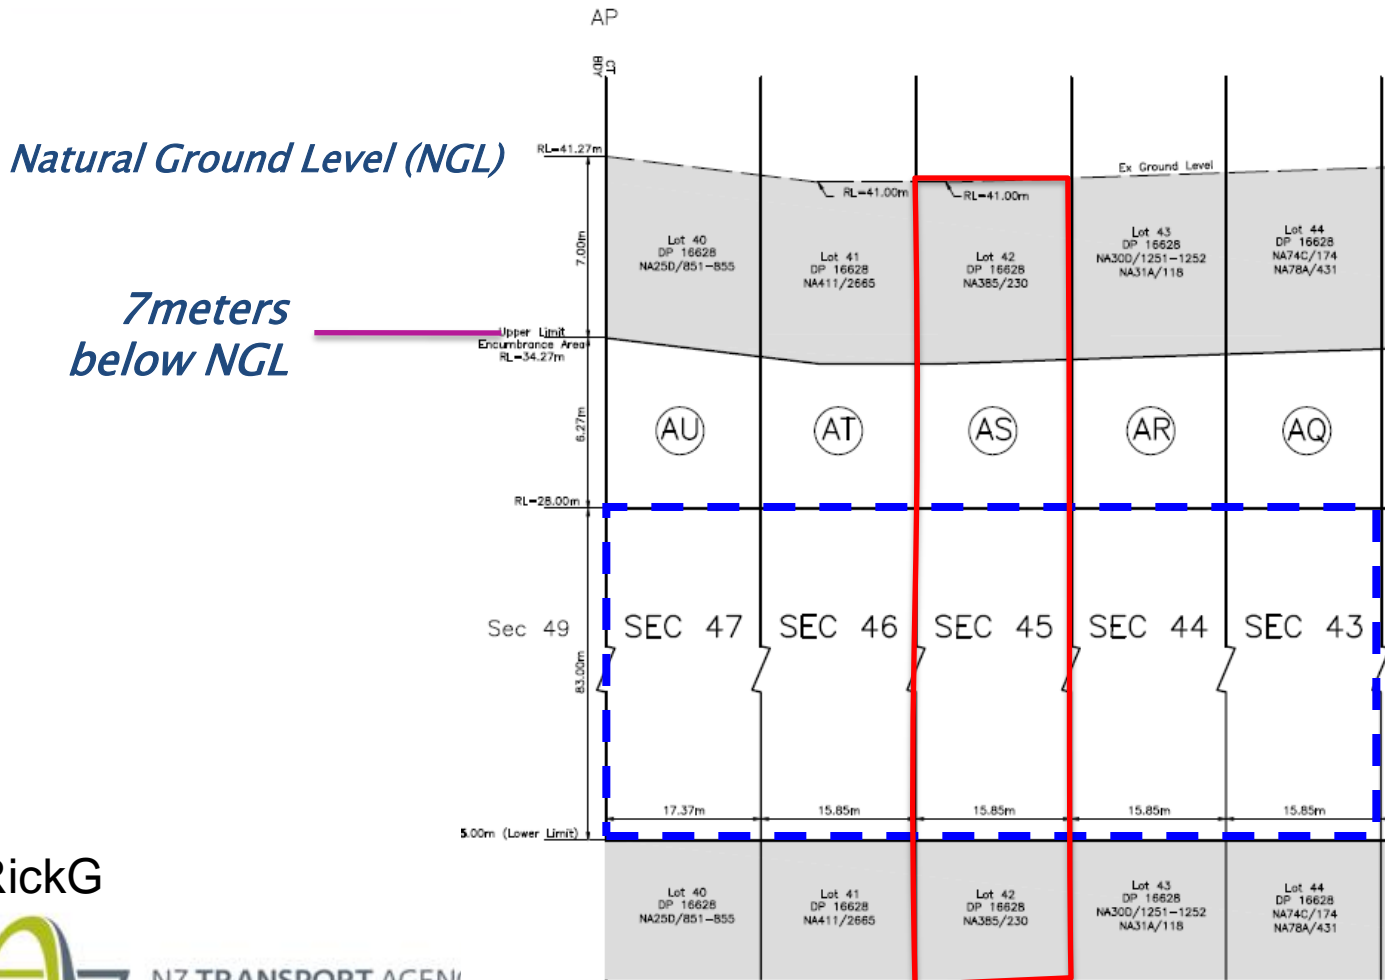 AP
CT
BDY
Natural Ground Level (NGL)
RL=41.27m
Ex Ground Level
RL=41.00m
RL=41.00m
7.00m
Lot 40
DP 16628
NA25D/851-855
Lot 41
DP 16628
NA411/2665
Lot 42
DP 16628
NA385/230
Lot 43
DP 16628
NA30D/1251-1252
NA31A/118
Lot 44
DP 16628
NA74C/174
NA78A/431
7meters
below NGL
Upper Limit
Encumbrance Area
RL=34.27m
6.27m
AU
AT
AS
AR
AQ
RL=28.00m
Sec 49
SEC 47
SEC 46
SEC 45
SEC 44
SEC 43
83.00m
17.37m
15.85m
15.85m
15.85m
15.85m
5.00m (Lower Limit)
Lot 40
DP 16628
NA25D/851-855
Lot 41
DP 16628
NA411/2665
Lot 42
DP 16628
NA385/230
Lot 43
DP 16628
NA30D/1251-1252
NA31A/118
Lot 44
DP 16628
NA74C/174
NA78A/431
RickG
NZ TRANSPORT AGEN